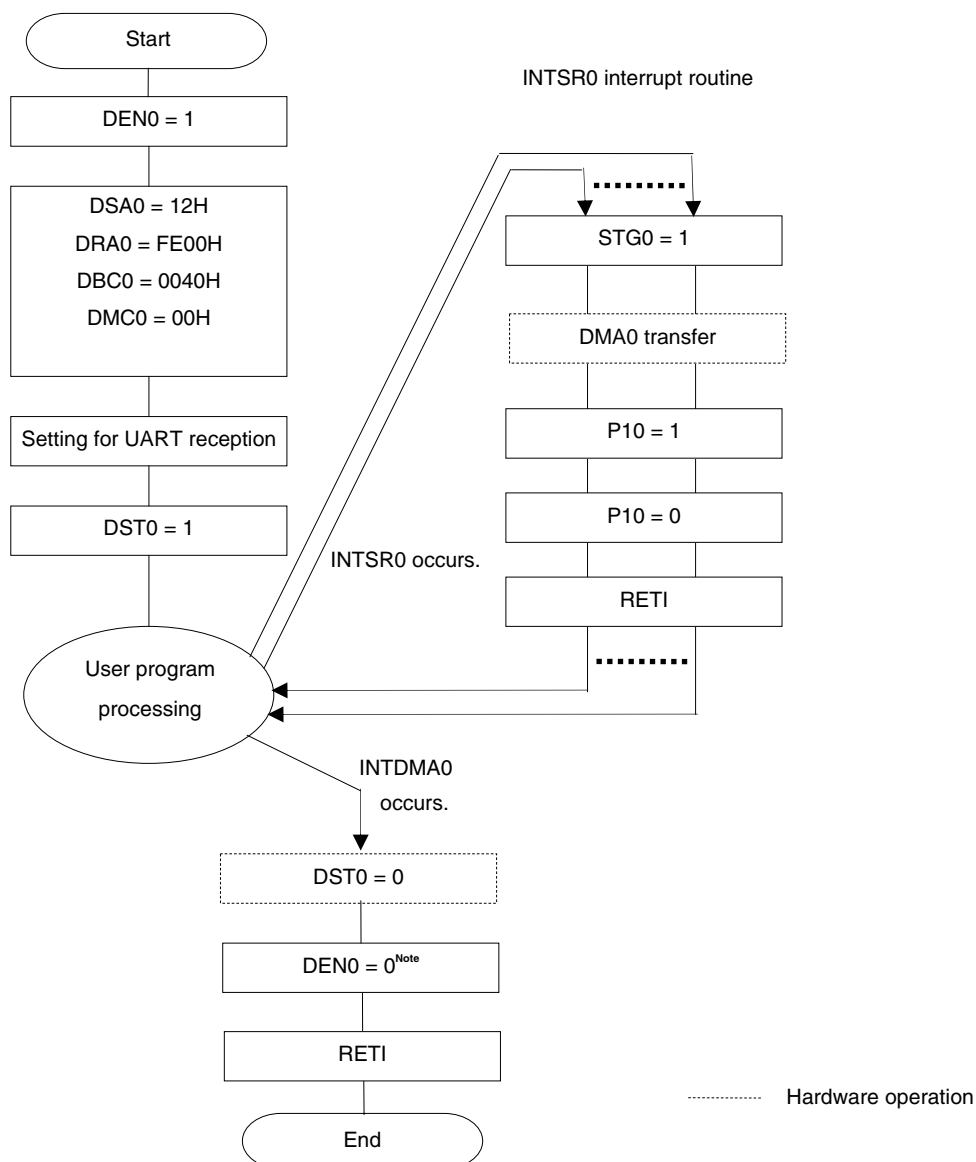 Start
DEN0 = 1
DSA0 = 12H
DRA0 = FE00H
DBC0 = 0040H
DMC0 = 00H
Setting for UART reception
DST0 = 1
User program
processing
INTSR0 occurs.
INTSR0 interrupt routine
STG0 = 1
DMA0 transfer
P10 = 1
P10 = 0
RETI
INTDMA0
occurs.
DST0 = 0
DEN0 = 0Note
RETI
End
Hardware operation